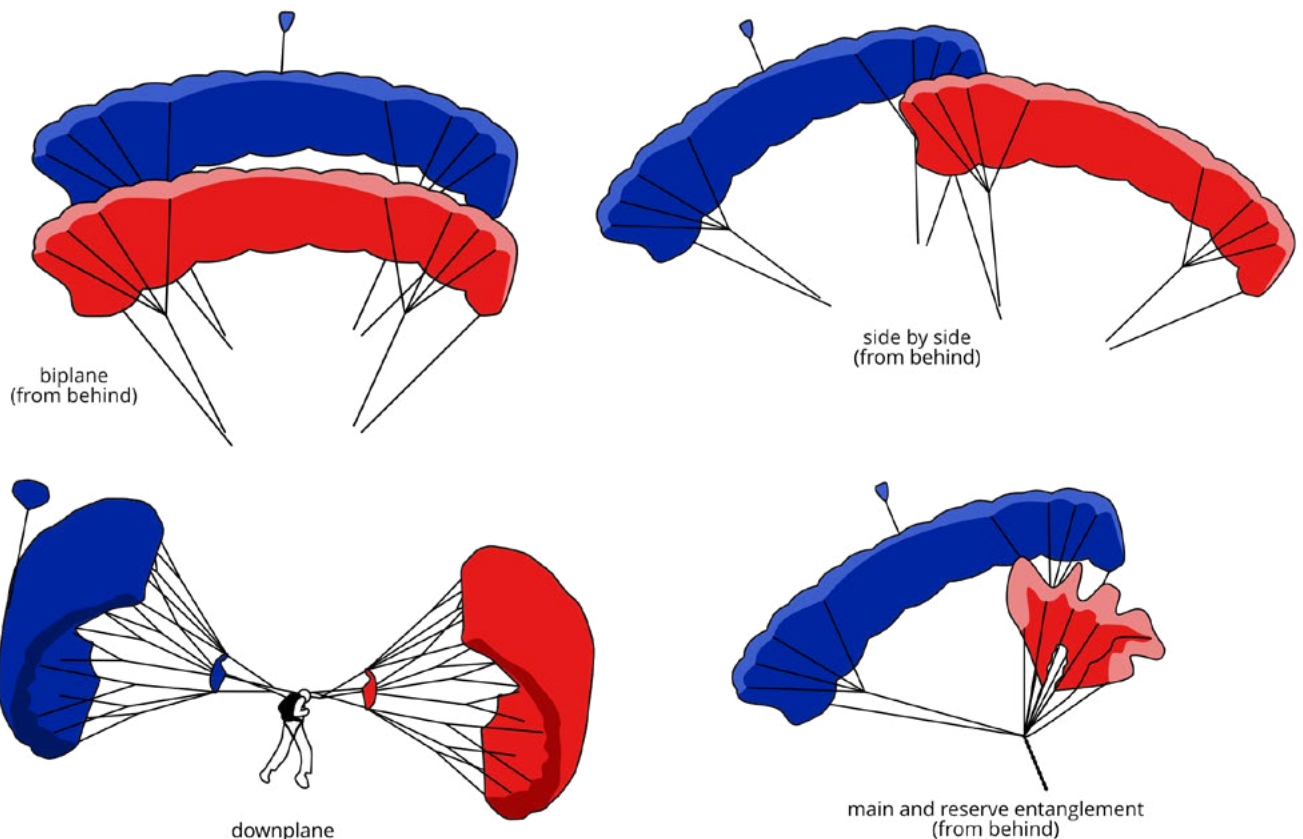 biplane
(from behind)
side by side
(from behind)
downplane
main and reserve entanglement
(from behind)